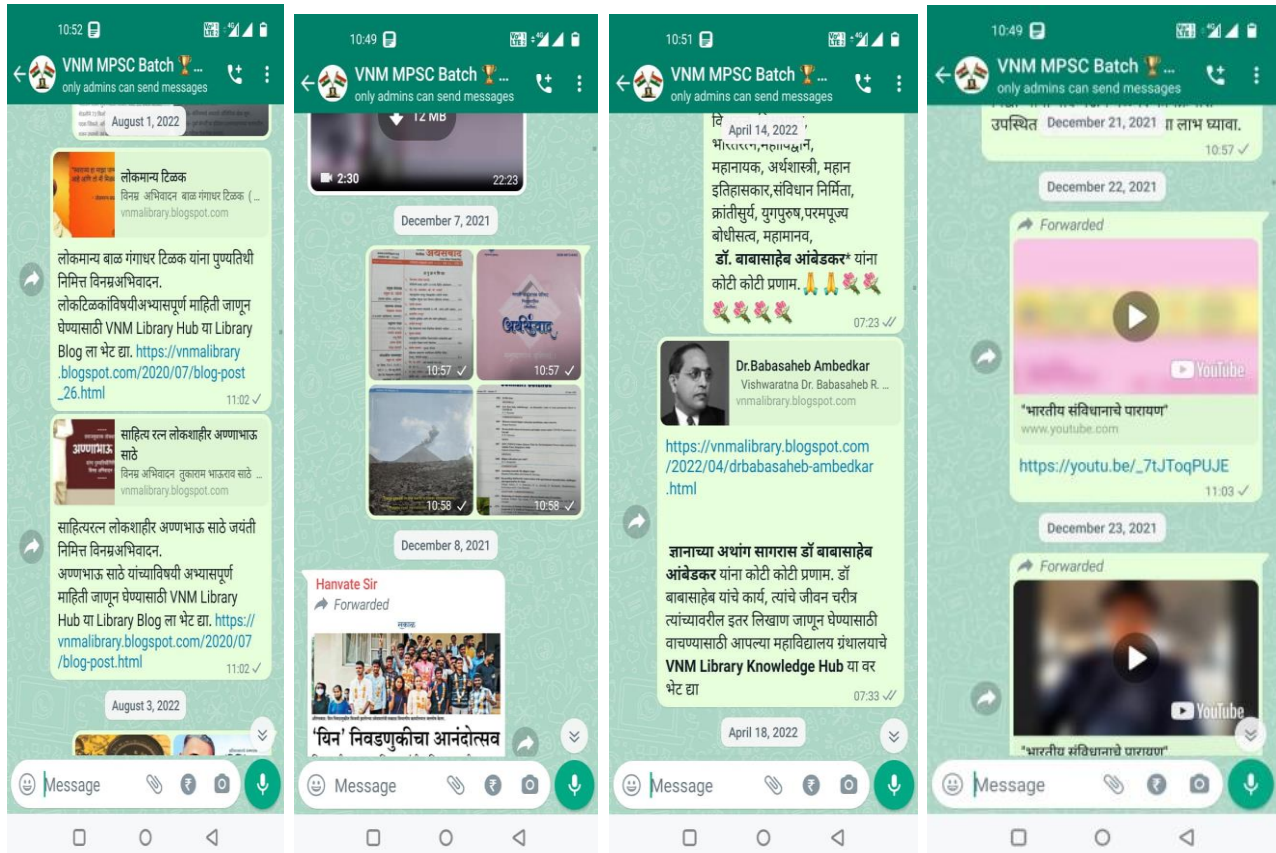 10:52
VNM MPSC Batch 🏆...
only admins can send messages
August 1, 2022
लोकमान्य टिळक
विनम्र अभिवादन बाळ गंगाधर टिळक ( ...
vnmalibrary.blogspot.com
लोकमान्य बाळ गंगाधर टिळक यांना पुण्यतिथी
निमित्त विनम्रअभिवादन.
लोकटिळकांविषयीअभ्यासपूर्ण माहिती जाणून
घेण्यासाठी VNM Library Hub या Library
Blog ला भेट द्या. https://vnmalibrary
.blogspot.com/2020/07/blog-post
_26.html
11:02
अण्णाभाऊ
साहित्य रत्न लोकशाहीर अण्णाभाऊ
साठे
विनम्र अभिवादन तुकाराम भाऊराव साठे ...
vnmalibrary.blogspot.com
साहित्यरत्न लोकशाहीर अण्णभाऊ साठे जयंती
निमित्त विनम्रअभिवादन.
अण्णभाऊ साठे यांच्याविषयी अभ्यासपूर्ण
माहिती जाणून घेण्यासाठी VNM Library
Hub या Library Blog ला भेट द्या. https://
vnmalibrary.blogspot.com/2020/07
/blog-post.html
11:02
August 3, 2022
Message
10:49
VNM MPSC Batch 🏆...
only admins can send messages
12 MB
2:30
22:23
December 7, 2021
अर्थसंवाद
10:57
अर्थसंवाद
10:57
10:58
10:58
December 8, 2021
Hanvate Sir
Forwarded
सकाळ
'यिन' निवडणुकीचा आनंदोत्सव
Message
10:51
VNM MPSC Batch 🏆...
only admins can send messages
April 14, 2022
भारतरत्न,महाविद्वान,
महानायक, अर्थशास्त्री, महान
इतिहासकार,संविधान निर्मिता,
क्रांतीसुर्य, युगपुरुष,परमपूज्य
बोधीसत्व, महामानव,
डॉ. बाबासाहेब आंबेडकर* यांना
कोटी कोटी प्रणाम.🙏🙏🌹🌹
🌹🌹🌹🌹
07:23
Dr.Babasaheb Ambedkar
Vishwaratna Dr. Babasaheb R. ...
vnmalibrary.blogspot.com
https://vnmalibrary.blogspot.com
/2022/04/drbabasaheb-ambedkar
.html
ज्ञानाच्या अथांग सागरास डॉ बाबासाहेब
आंबेडकर यांना कोटी कोटी प्रणाम. डॉ
बाबासाहेब यांचे कार्य, त्यांचे जीवन चरीत्र
त्यांच्यावरील इतर लिखाण जाणून घेण्यासाठी
वाचण्यासाठी आपल्या महाविद्यालय ग्रंथालयाचे
VNM Library Knowledge Hub या वर
भेट द्या
07:33
April 18, 2022
Message
10:49
VNM MPSC Batch 🏆...
only admins can send messages
उपस्थित
December 21, 2021
ा लाभ घ्यावा.
10:57
December 22, 2021
Forwarded
YouTube
"भारतीय संविधानाचे पारायण"
www.youtube.com
https://youtu.be/_7tJToqPUJE
11:03
December 23, 2021
Forwarded
YouTube
"भारतीय संविधानाचे पारायण"
Message